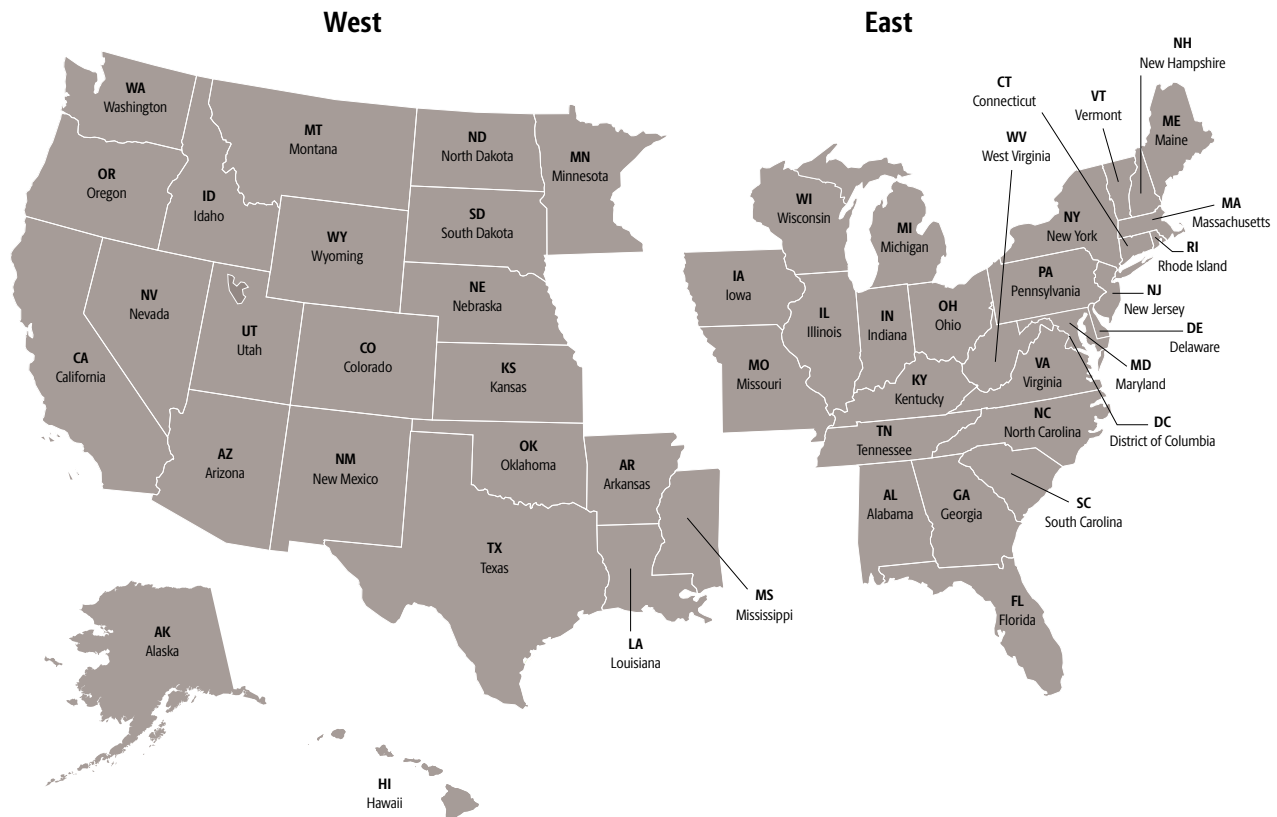 West
East
WA
Washington
OR
Oregon
ID
Idaho
MT
Montana
ND
North Dakota
MN
Minnesota
SD
South Dakota
WY
Wyoming
NE
Nebraska
NV
Nevada
UT
Utah
CO
Colorado
CA
California
KS
Kansas
AZ
Arizona
NM
New Mexico
OK
Oklahoma
AR
Arkansas
TX
Texas
MS
Mississippi
LA
Louisiana
AK
Alaska
HI
Hawaii
NH
New Hampshire
CT
Connecticut
VT
Vermont
ME
Maine
WV
West Virginia
WI
Wisconsin
MI
Michigan
NY
New York
MA
Massachusetts
RI
Rhode Island
IA
Iowa
PA
Pennsylvania
NJ
New Jersey
IL
Illinois
IN
Indiana
OH
Ohio
DE
Delaware
MO
Missouri
KY
Kentucky
VA
Virginia
MD
Maryland
TN
Tennessee
NC
North Carolina
DC
District of Columbia
AL
Alabama
GA
Georgia
SC
South Carolina
FL
Florida